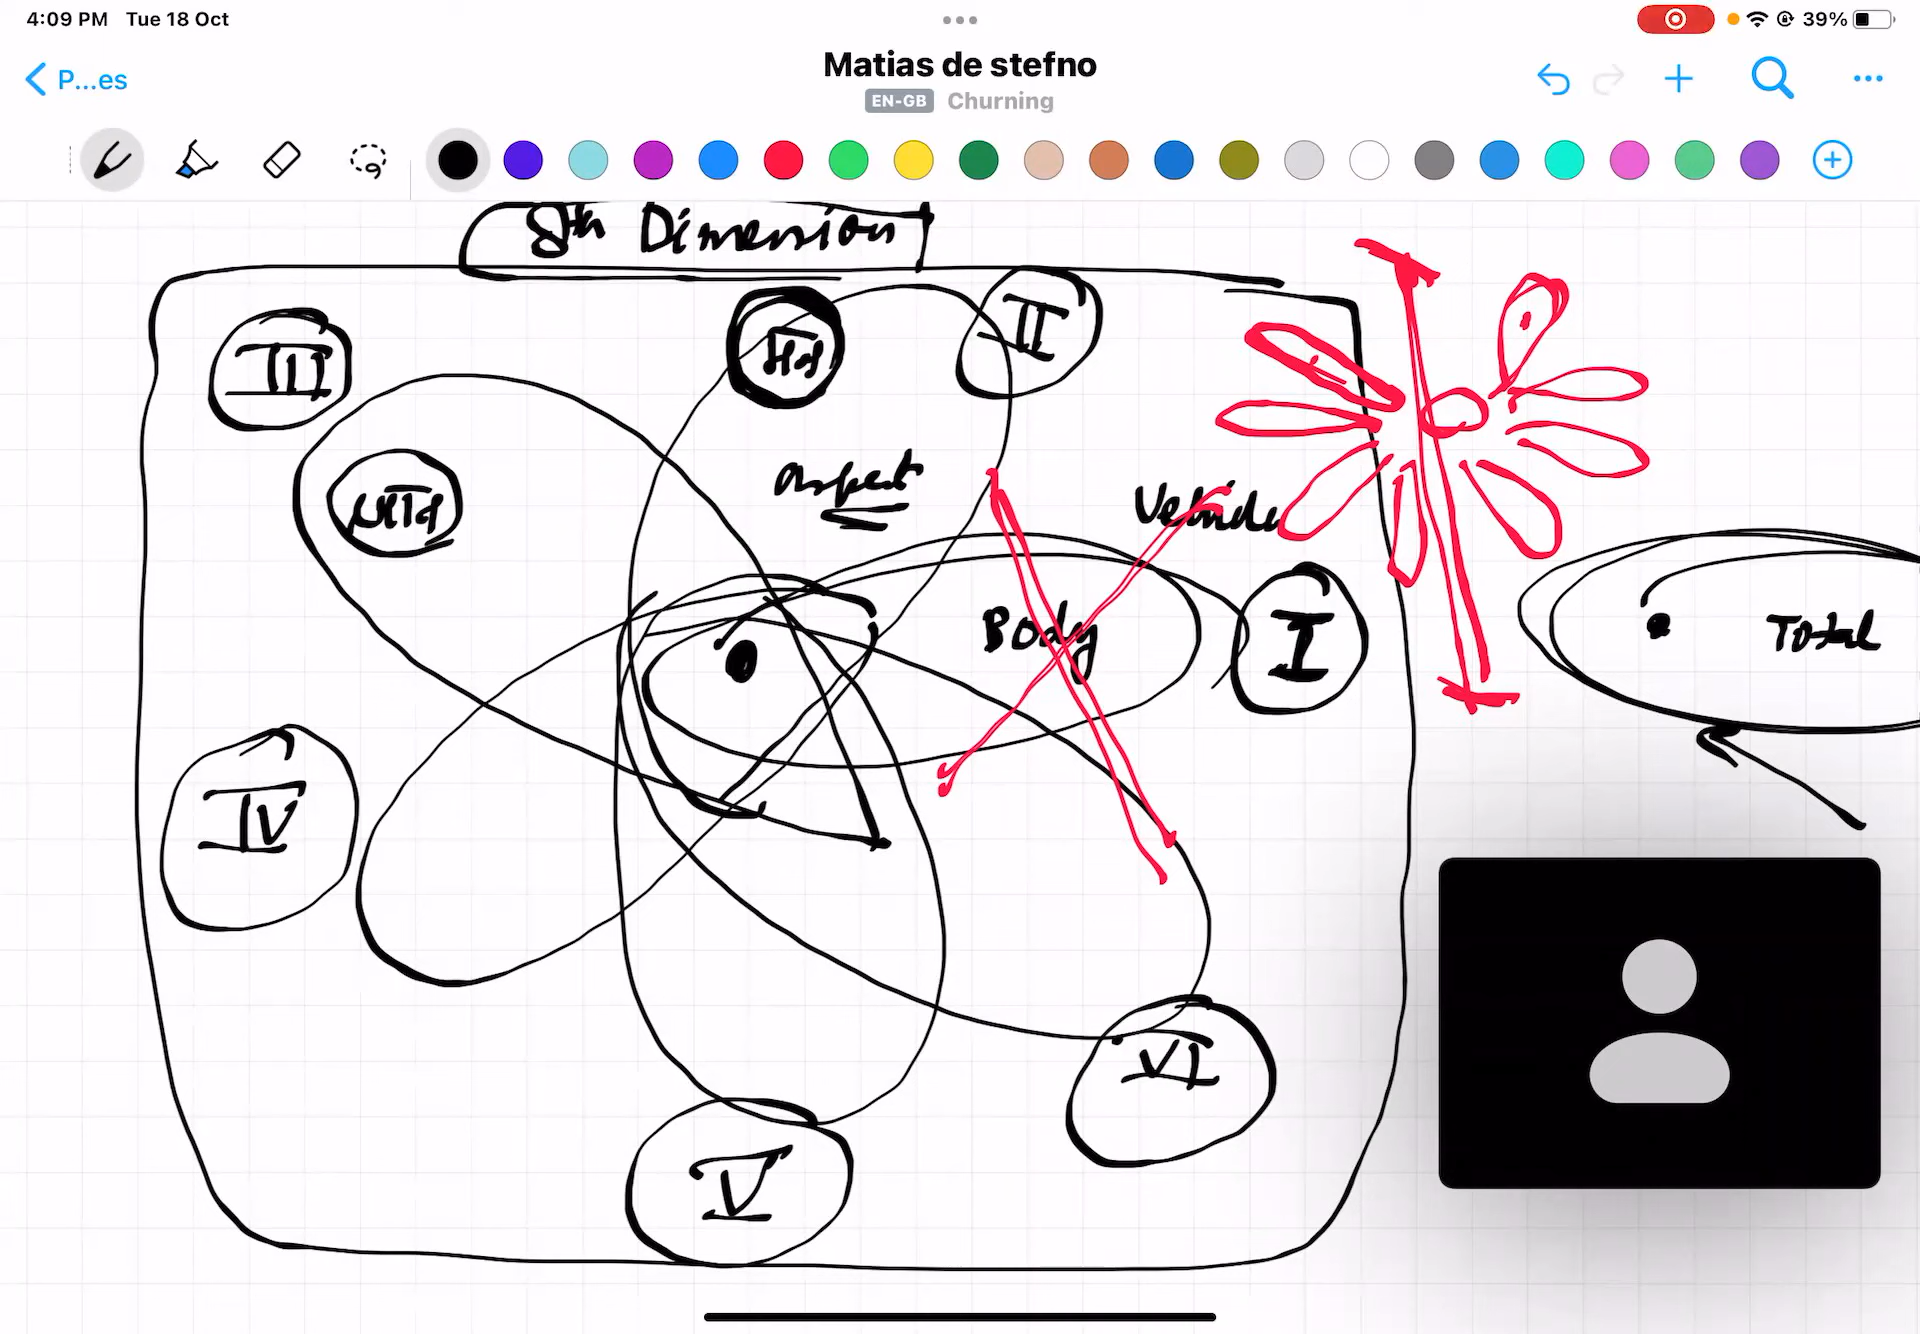 4:09 PM Tue 18 Oct
39%
P...es
Matias de stefno
EN-GB Churning
8th Dimension
II
III
aspect
Vehicle
Body
I
Total
IV
VI
V